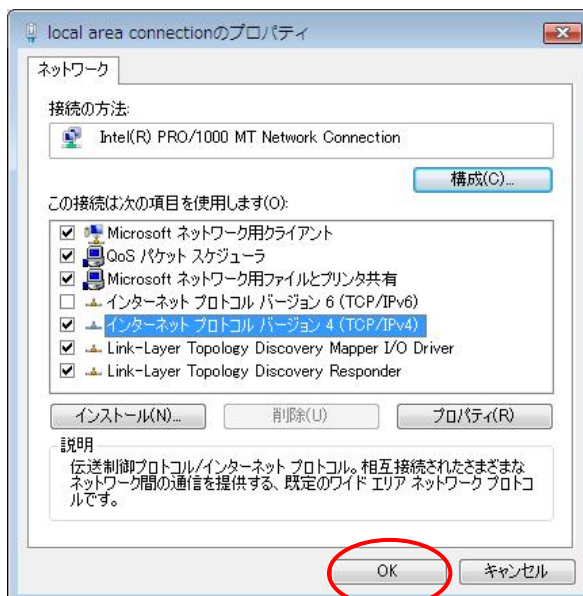 local area connectionのプロパティ
ネットワーク
接続の方法:
Intel(R) PRO/1000 MT Network Connection
構成(C)...
この接続は次の項目を使用します(O):
Microsoft ネットワーク用クライアント
QoS パケット スケジューラ
Microsoft ネットワーク用ファイルとプリンタ共有
インターネット プロトコル バージョン 6 (TCP/IPv6)
インターネット プロトコル バージョン 4 (TCP/IPv4)
Link-Layer Topology Discovery Mapper I/O Driver
Link-Layer Topology Discovery Responder
インストール(N)... 削除(U) プロパティ(R)
説明
伝送制御プロトコル/インターネット プロトコル。相互接続されたさまざまな
ネットワーク間の通信を提供する、既定のワイド エリア ネットワーク プロトコ
ルです。
OK キャンセル